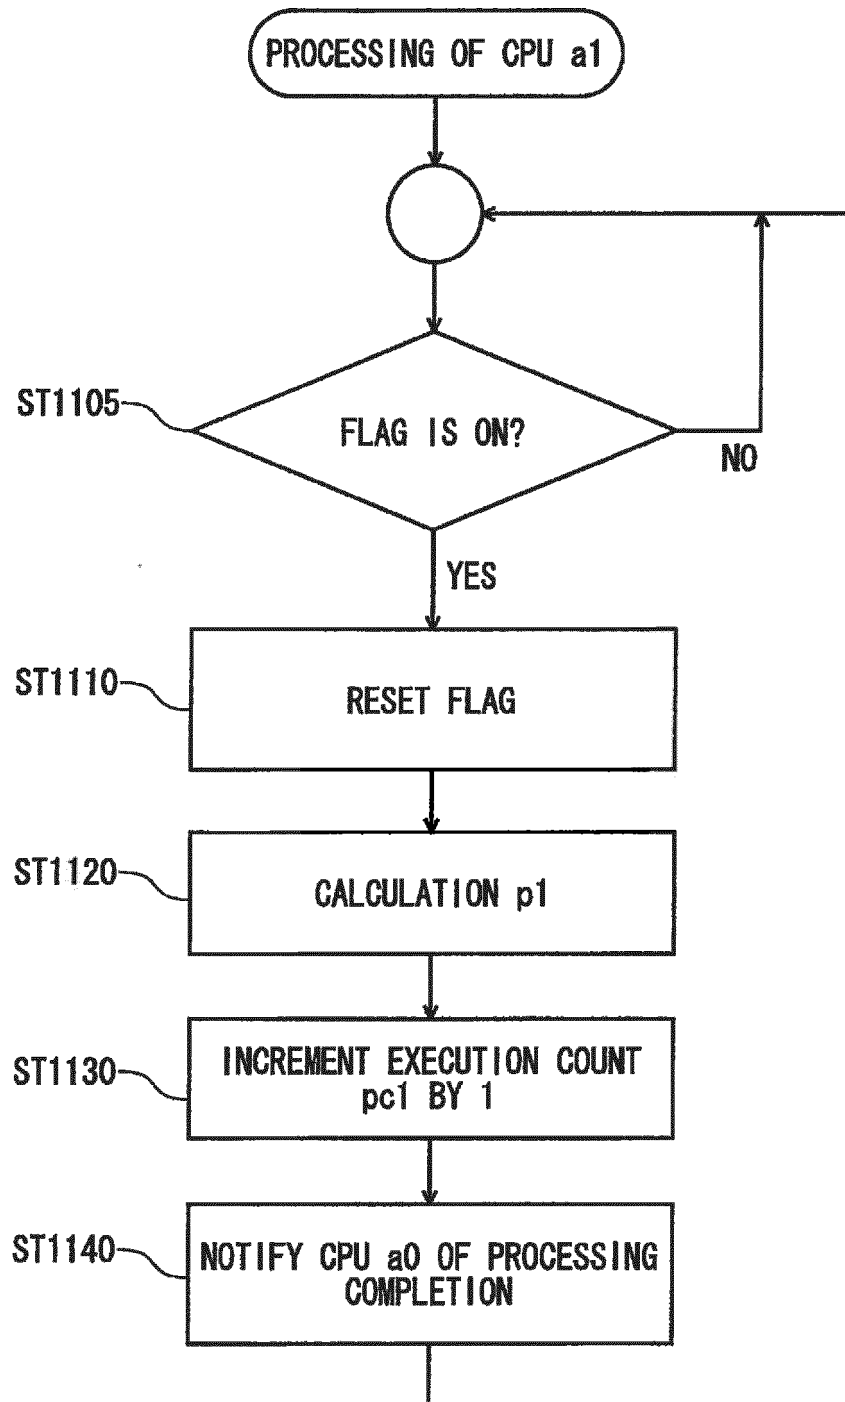 PROCESSING OF CPU a1
ST1105
FLAG IS ON?
NO
YES
ST1110
RESET FLAG
ST1120
CALCULATION p1
ST1130
INCREMENT EXECUTION COUNT
pc1 BY 1
ST1140
NOTIFY CPU a0 OF PROCESSING
COMPLETION